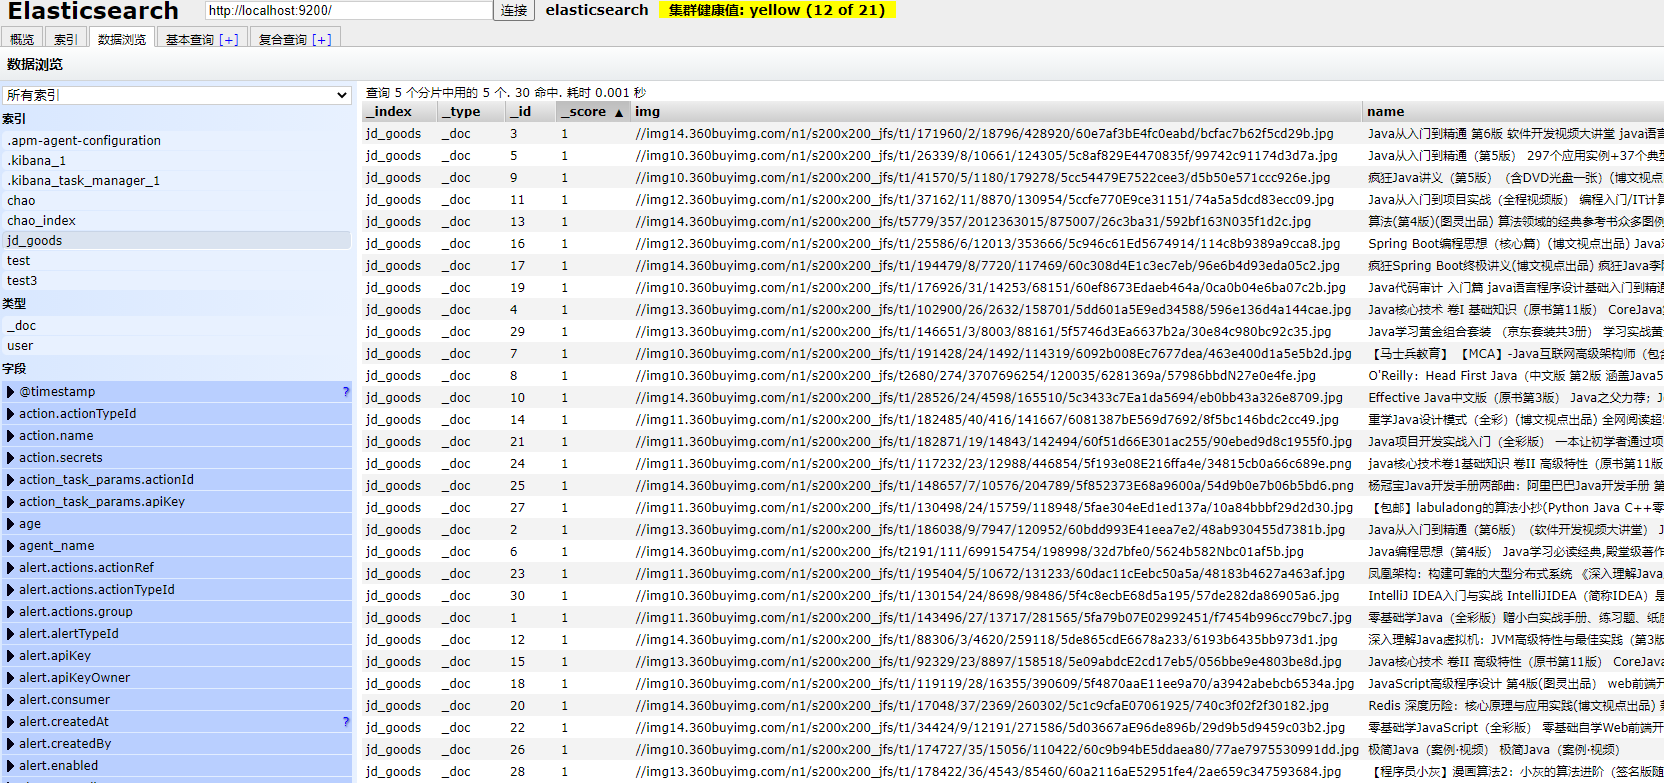 Elasticsearch http://localhost:9200/ 连接 elasticsearch 集群健康值: yellow (12 of 21)
概览 索引 数据浏览 基本查询 [+] 复合查询 [+]
数据浏览
所有索引
索引
.apm-agent-configuration
.kibana_1
.kibana_task_manager_1
chao
chao_index
jd_goods
test
test3
类型
_doc
user
字段
@timestamp ?
action.actionTypeId
action.name
action.secrets
action_task_params.actionId
action_task_params.apiKey
age
agent_name
alert.actions.actionRef
alert.actions.actionTypeId
alert.actions.group
alert.alertTypeId
alert.apiKey
alert.apiKeyOwner
alert.consumer
alert.createdAt ?
alert.createdBy
alert.enabled
查询 5 个分片中用的 5 个. 30 命中. 耗时 0.001 秒
_index _type _id _score ▲ img name
jd_goods _doc 3 1 //img14.360buyimg.com/n1/s200x200_jfs/t1/171960/2/18796/428920/60e7af3bE4fc0eabd/bcfac7b62f5cd29b.jpg Java从入门到精通 第6版 软件开发视频大讲堂 java语言
jd_goods _doc 5 1 //img10.360buyimg.com/n1/s200x200_jfs/t1/26339/8/10661/124305/5c8af829E4470835f/99742c91174d3d7a.jpg Java从入门到精通（第5版） 297个应用实例+37个典型
jd_goods _doc 9 1 //img10.360buyimg.com/n1/s200x200_jfs/t1/41570/5/1180/179278/5cc54479E7522cee3/d5b50e571ccc926e.jpg 疯狂Java讲义（第5版）（含DVD光盘一张）(博文视点
jd_goods _doc 11 1 //img12.360buyimg.com/n1/s200x200_jfs/t1/37162/11/8870/130954/5ccfe770E9ce31151/74a5a5dcd83ecc09.jpg Java从入门到项目实战（全程视频版） 编程入门/IT计算
jd_goods _doc 13 1 //img14.360buyimg.com/n1/s200x200_jfs/t5779/357/2012363015/875007/26c3ba31/592bf163N035f1d2c.jpg 算法(第4版)(图灵出品) 算法领域的经典参考书众多图例
jd_goods _doc 16 1 //img12.360buyimg.com/n1/s200x200_jfs/t1/25586/6/12013/353666/5c946c61Ed5674914/114c8b9389a9cca8.jpg Spring Boot编程思想（核心篇）(博文视点出品) Java邓
jd_goods _doc 17 1 //img14.360buyimg.com/n1/s200x200_jfs/t1/194479/8/7720/117469/60c308d4E1c3ec7eb/96e6b4d93eda05c2.jpg 疯狂Spring Boot终极讲义(博文视点出品) 疯狂Java李刚
jd_goods _doc 19 1 //img10.360buyimg.com/n1/s200x200_jfs/t1/176926/31/14253/68151/60ef8673Edaeb464a/0ca0b04e6ba07c2b.jpg Java代码审计 入门篇 java语言程序设计基础入门到精通
jd_goods _doc 4 1 //img13.360buyimg.com/n1/s200x200_jfs/t1/102900/26/2632/158701/5dd601a5E9ed34588/596e136d4a144cae.jpg Java核心技术 卷I 基础知识（原书第11版） CoreJava
jd_goods _doc 29 1 //img13.360buyimg.com/n1/s200x200_jfs/t1/146651/3/8003/88161/5f5746d3Ea6637b2a/30e84c980bc92c35.jpg Java学习黄金组合套装 （京东套装共3册） 学习实战黄
jd_goods _doc 7 1 //img10.360buyimg.com/n1/s200x200_jfs/t1/191428/24/1492/114319/6092b008Ec7677dea/463e400d1a5e5b2d.jpg 【马士兵教育】 【MCA】-Java互联网高级架构师（包含
jd_goods _doc 8 1 //img10.360buyimg.com/n1/s200x200_jfs/t2680/274/3707696254/120035/6281369a/57986bbdN27e0e4fe.jpg O'Reilly：Head First Java（中文版 第2版 涵盖Java5
jd_goods _doc 10 1 //img14.360buyimg.com/n1/s200x200_jfs/t1/28526/24/4598/165510/5c3433c7Ea1da5694/eb0bb43a326e8709.jpg Effective Java中文版（原书第3版） Java之父力荐；J
jd_goods _doc 14 1 //img11.360buyimg.com/n1/s200x200_jfs/t1/182485/40/416/141667/6081387bE569d7692/8f5bc146bdc2cc49.jpg 重学Java设计模式（全彩）(博文视点出品) 全网阅读超
jd_goods _doc 21 1 //img11.360buyimg.com/n1/s200x200_jfs/t1/182871/19/14843/142494/60f51d66E301ac255/90ebed9d8c1955f0.jpg Java项目开发实战入门（全彩版） 一本让初学者通过项
jd_goods _doc 24 1 //img11.360buyimg.com/n1/s200x200_jfs/t1/117232/23/12988/446854/5f193e08E216ffa4e/34815cb0a66c689e.png java核心技术卷1基础知识 卷II 高级特性（原书第11版
jd_goods _doc 25 1 //img14.360buyimg.com/n1/s200x200_jfs/t1/148657/7/10576/204789/5f852373E68a9600a/54d9b0e7b06b5bd6.png 杨冠宝Java开发手册两部曲：阿里巴巴Java开发手册 第
jd_goods _doc 27 1 //img11.360buyimg.com/n1/s200x200_jfs/t1/130498/24/15759/118948/5fae304eEd1ed137a/10a84bbbf29d2d30.jpg 【包邮】labuladong的算法小抄(Python Java C++零
jd_goods _doc 2 1 //img10.360buyimg.com/n1/s200x200_jfs/t1/186038/9/7947/120952/60bdd993E41eea7e2/48ab930455d7381b.jpg Java从入门到精通（第6版）（软件开发视频大讲堂） J
jd_goods _doc 6 1 //img14.360buyimg.com/n1/s200x200_jfs/t2191/111/699154754/198998/32d7bfe0/5624b582Nbc01af5b.jpg Java编程思想（第4版） Java学习必读经典,殿堂级著作
jd_goods _doc 23 1 //img11.360buyimg.com/n1/s200x200_jfs/t1/195404/5/10672/131233/60dac11cEebc50a5a/48183b4627a463af.jpg 凤凰架构：构建可靠的大型分布式系统 《深入理解Java
jd_goods _doc 30 1 //img10.360buyimg.com/n1/s200x200_jfs/t1/130154/24/8698/98486/5f4c8ecbE68d5a195/57de282da86905a6.jpg IntelliJ IDEA入门与实战 IntelliJIDEA（简称IDEA）是
jd_goods _doc 1 1 //img11.360buyimg.com/n1/s200x200_jfs/t1/143496/27/13717/281565/5fa79b07E02992451/f7454b996cc79bc7.jpg 零基础学Java（全彩版）赠小白实战手册、练习题、纸质
jd_goods _doc 12 1 //img14.360buyimg.com/n1/s200x200_jfs/t1/88306/3/4620/259118/5de865cdE6678a233/6193b6435bb973d1.jpg 深入理解Java虚拟机：JVM高级特性与最佳实践（第3版
jd_goods _doc 15 1 //img13.360buyimg.com/n1/s200x200_jfs/t1/92329/23/8897/158518/5e09abdcE2cd17eb5/056bbe9e4803be8d.jpg Java核心技术 卷II 高级特性（原书第11版） CoreJava
jd_goods _doc 18 1 //img10.360buyimg.com/n1/s200x200_jfs/t1/119119/28/16355/390609/5f4870aaE11ee9a70/a3942abebcb6534a.jpg JavaScript高级程序设计 第4版(图灵出品） web前端开
jd_goods _doc 20 1 //img14.360buyimg.com/n1/s200x200_jfs/t1/17048/37/2369/260302/5c1c9cfaE07061925/740c3f02f2f30182.jpg Redis 深度历险：核心原理与应用实践(博文视点出品)
jd_goods _doc 22 1 //img14.360buyimg.com/n1/s200x200_jfs/t1/34424/9/12191/271586/5d03667aE96de896b/29d9b5d9459c03b2.jpg 零基础学JavaScript（全彩版） 零基础自学Web前端开
jd_goods _doc 26 1 //img10.360buyimg.com/n1/s200x200_jfs/t1/174727/35/15056/110422/60c9b94bE5ddaea80/77ae7975530991dd.jpg 极简Java（案例·视频） 极简Java（案例·视频）
jd_goods _doc 28 1 //img13.360buyimg.com/n1/s200x200_jfs/t1/178422/36/4543/85460/60a2116aE52951fe4/2ae659c347593684.jpg 【程序员小灰】漫画算法2：小灰的算法进阶（签名版随